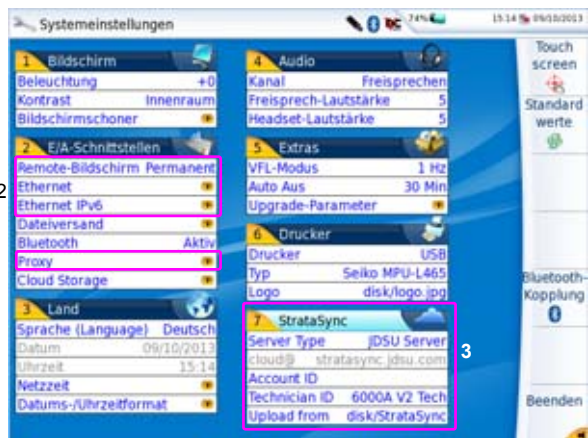 Systemeinstellungen
74%
15:14 09/10/2013
1 Bildschirm
Beleuchtung +0
Kontrast Innenraum
Bildschirmschoner
2 E/A-Schnittstellen
Remote-Bildschirm Permanent
Ethernet
Ethernet IPv6
Dateiversand
Bluetooth Aktiv
Proxy
Cloud Storage
2
3 Land
Sprache (Language) Deutsch
Datum 09/10/2013
Uhrzeit 15:14
Netzzeit
Datums-/Uhrzeitformat
4 Audio
Kanal Freisprechen
Freisprech-Lautstärke 5
Headset-Lautstärke 5
5 Extras
VFL-Modus 1 Hz
Auto Aus 30 Min
Upgrade-Parameter
6 Drucker
Drucker USB
Typ Seiko MPU-L465
Logo disk/logo.jpg
7 StrataSync
Server Type JDSU Server
cloud@ stratasync.jdsu.com
Account ID
Technician ID 6000A V2 Tech
Upload from disk/StrataSync
3
Touch
screen
Standard
werte
Bluetooth-
Kopplung
Beenden